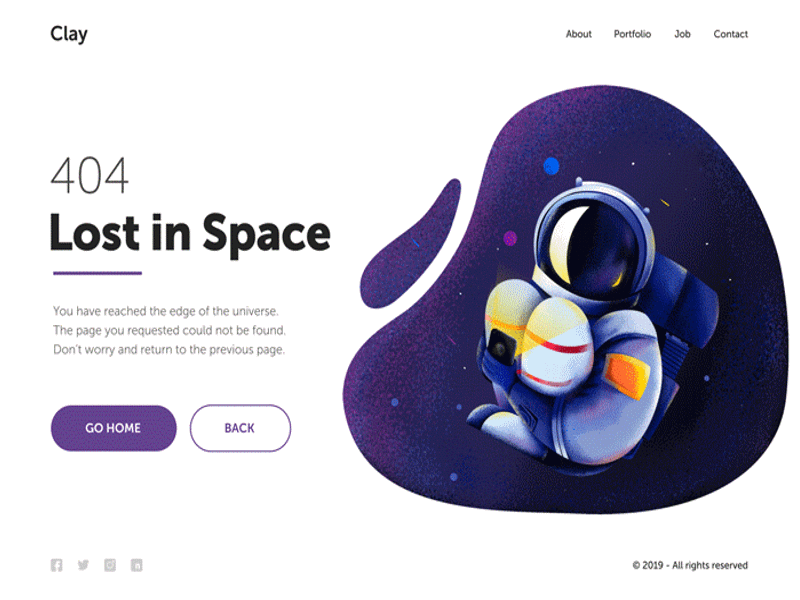 Clay
About Portfolio Job Contact
404
Lost in Space
You have reached the edge of the universe.
The page you requested could not be found.
Don't worry and return to the previous page.
GO HOME BACK
© 2019 - All rights reserved